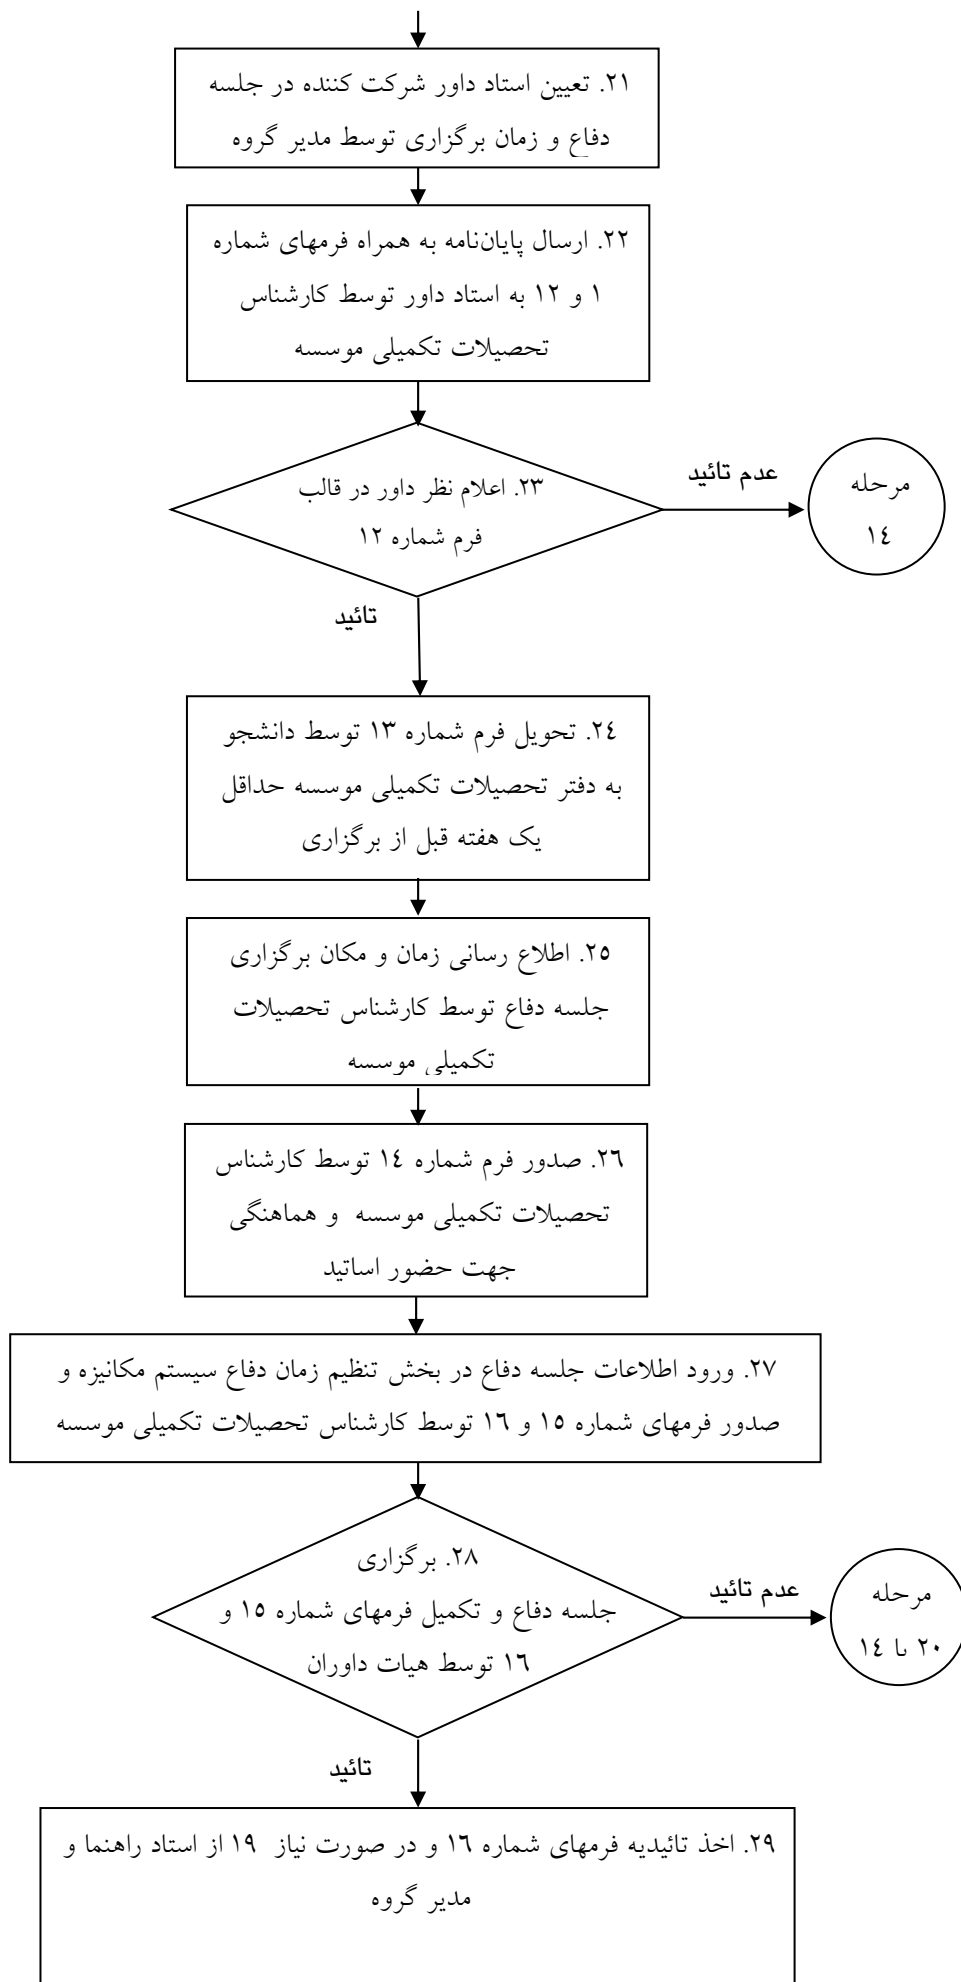 ۲۱. تعیین استاد داور شرکت کننده در جلسه
دفاع و زمان برگزاری توسط مدیر گروه
۲۲. ارسال پایان‌نامه به همراه فرمهای شماره
۱ و ۱۲ به استاد داور توسط کارشناس
تحصیلات تکمیلی موسسه
۲۳. اعلام نظر داور در قالب
فرم شماره ۱۲
عدم تائید
مرحله
۱٤
تائید
۲٤. تحویل فرم شماره ۱۳ توسط دانشجو
به دفتر تحصیلات تکمیلی موسسه حداقل
یک هفته قبل از برگزاری
۲۵. اطلاع رسانی زمان و مکان برگزاری
جلسه دفاع توسط کارشناس تحصیلات
تکمیلی موسسه
۲٦. صدور فرم شماره ۱٤ توسط کارشناس
تحصیلات تکمیلی موسسه و هماهنگی
جهت حضور اساتید
۲۷. ورود اطلاعات جلسه دفاع در بخش تنظیم زمان دفاع سیستم مکانیزه و
صدور فرمهای شماره ۱۵ و ۱٦ توسط کارشناس تحصیلات تکمیلی موسسه
۲۸. برگزاری
جلسه دفاع و تکمیل فرمهای شماره ۱۵ و
۱٦ توسط هیات داوران
عدم تائید
مرحله
۲۰ یا ۱٤
تائید
۲۹. اخذ تائیدیه فرمهای شماره ۱٦ و در صورت نیاز ۱۹ از استاد راهنما و
مدیر گروه